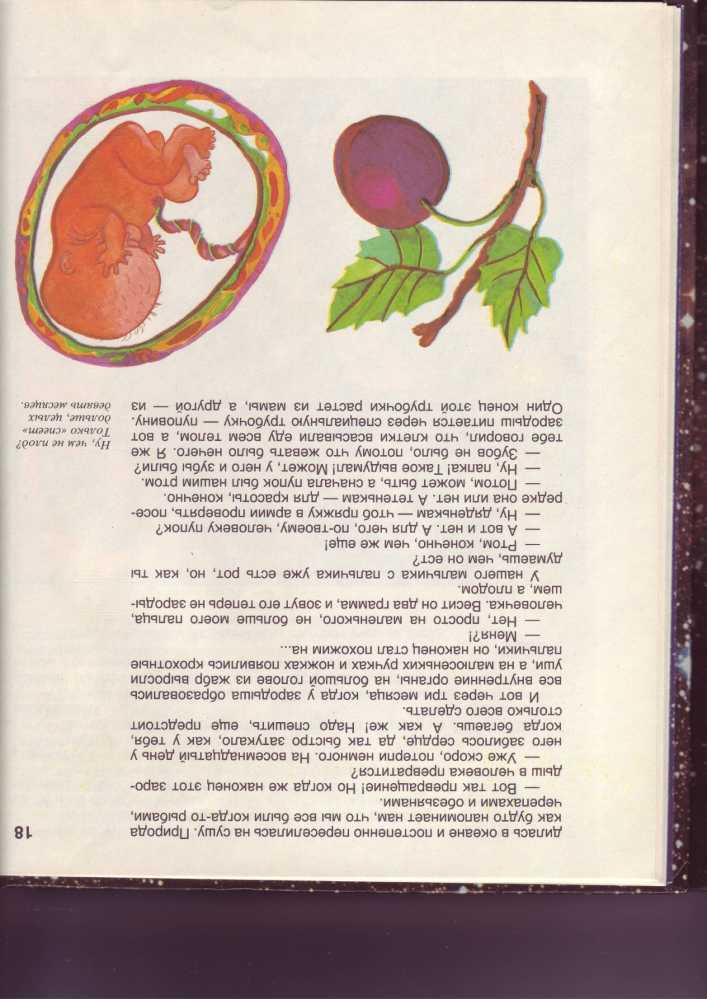 18
дилась в океане и постепенно переселилась на сушу. Природа
как будто напоминает нам, что мы все были когда-то рыбами,
черепахами и обезьянами.
— Вот так превращение! Но когда же наконец этот заро-
дыш в человека превратится?
— Уже скоро, потерпи немного. На восемнадцатый день у
него забилось сердце, да так быстро затукало, как у тебя,
когда бегаешь. А как же! Надо спешить, еще предстоит
столько всего сделать.
И вот через три месяца, когда у зародыша образовались
все внутренние органы, на большой голове из жабр выросли
уши, а на малюсеньких ручках и ножках появились крохотные
пальчики, он наконец стал похожим на...
— Меня?!
— Нет, просто на маленького, не больше моего пальца,
человечка. Весит он два грамма, и зовут его теперь не зароды-
шем, а плодом.
У нашего мальчика с пальчика уже есть рот, но, как ты
думаешь, чем он ест?
— Ртом, конечно, чем же еще!
— А вот и нет. А для чего, по-твоему, человеку пупок?
— Ну, дяденькам — чтоб пряжку в армии проверять, посе-
редке она или нет. А тетенькам — для красоты, конечно.
— Потом, может быть, а сначала пупок был нашим ртом.
— Ну, папка! Такое выдумал! Может, у него и зубы были?
— Зубов не было, потому что жевать было нечего. Я же
тебе говорил, что клетки всасывали еду всем телом, а вот
зародыш питается через специальную трубочку — пуповину.
Один конец этой трубочки растет из мамы, а другой — из
Ну, чем не плод?
Только «спеет»
дольше, целых
девять месяцев.